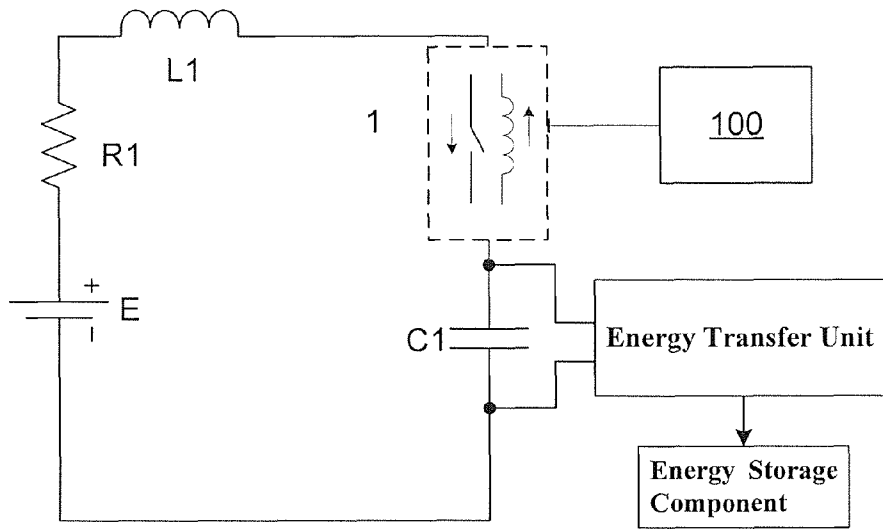 L1
1
100
R1
+
E
−
C1
Energy Transfer Unit
Energy Storage
Component